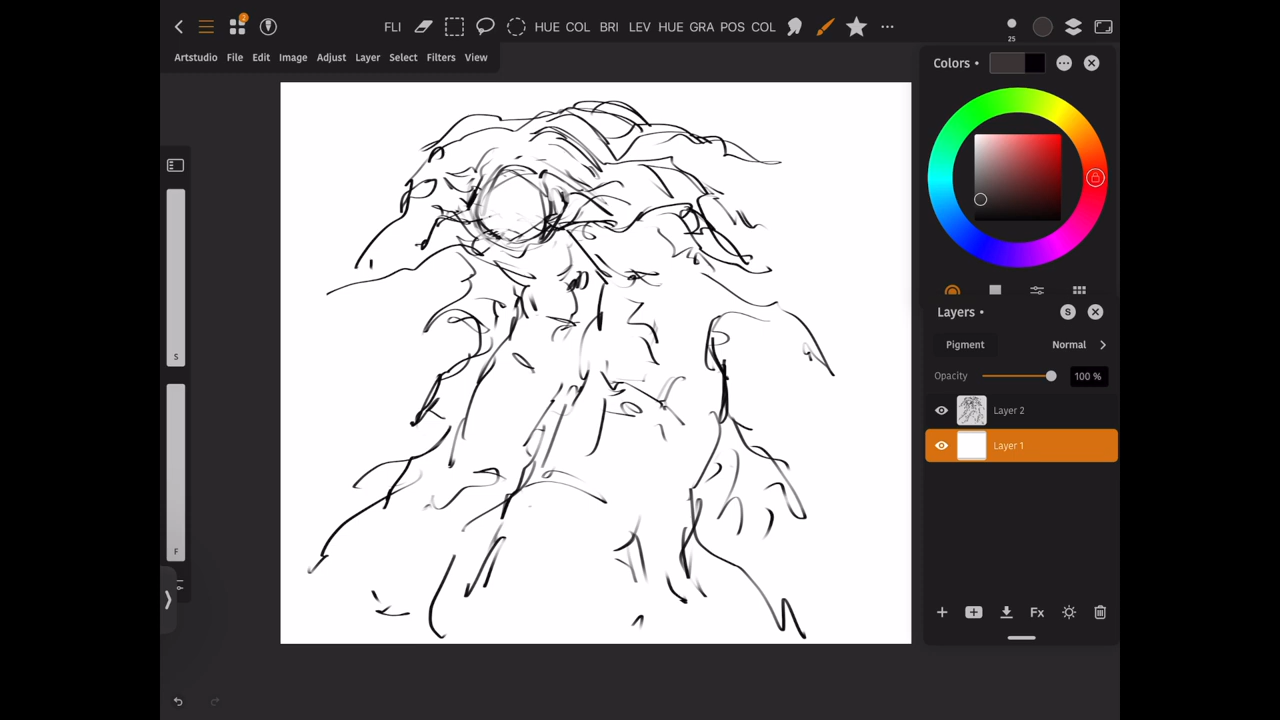 2
FLI HUE COL BRI LEV HUE GRA POS COL
25
Artstudio File Edit Image Adjust Layer Select Filters View
Colors
S
F
Layers S
Pigment Normal
Opacity 100 %
Layer 2
Layer 1
Fx